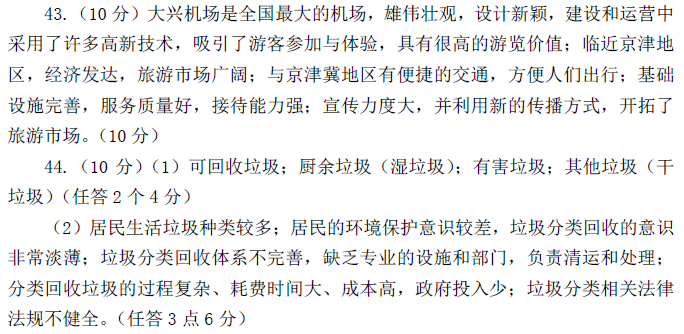 43.（10 分）大兴机场是全国最大的机场，雄伟壮观，设计新颖，建设和运营中
采用了许多高新技术，吸引了游客参加与体验，具有很高的游览价值；临近京津地
区，经济发达，旅游市场广阔；与京津冀地区有便捷的交通，方便人们出行；基础
设施完善，服务质量好，接待能力强；宣传力度大，并利用新的传播方式，开拓了
旅游市场。（10 分）
44.（10 分）（1）可回收垃圾；厨余垃圾（湿垃圾）；有害垃圾；其他垃圾（干
垃圾）（任答 2 个 4 分）
（2）居民生活垃圾种类较多；居民的环境保护意识较差，垃圾分类回收的意识
非常淡薄；垃圾分类回收体系不完善，缺乏专业的设施和部门，负责清运和处理；
分类回收垃圾的过程复杂、耗费时间大、成本高，政府投入少；垃圾分类相关法律
法规不健全。（任答 3 点 6 分）